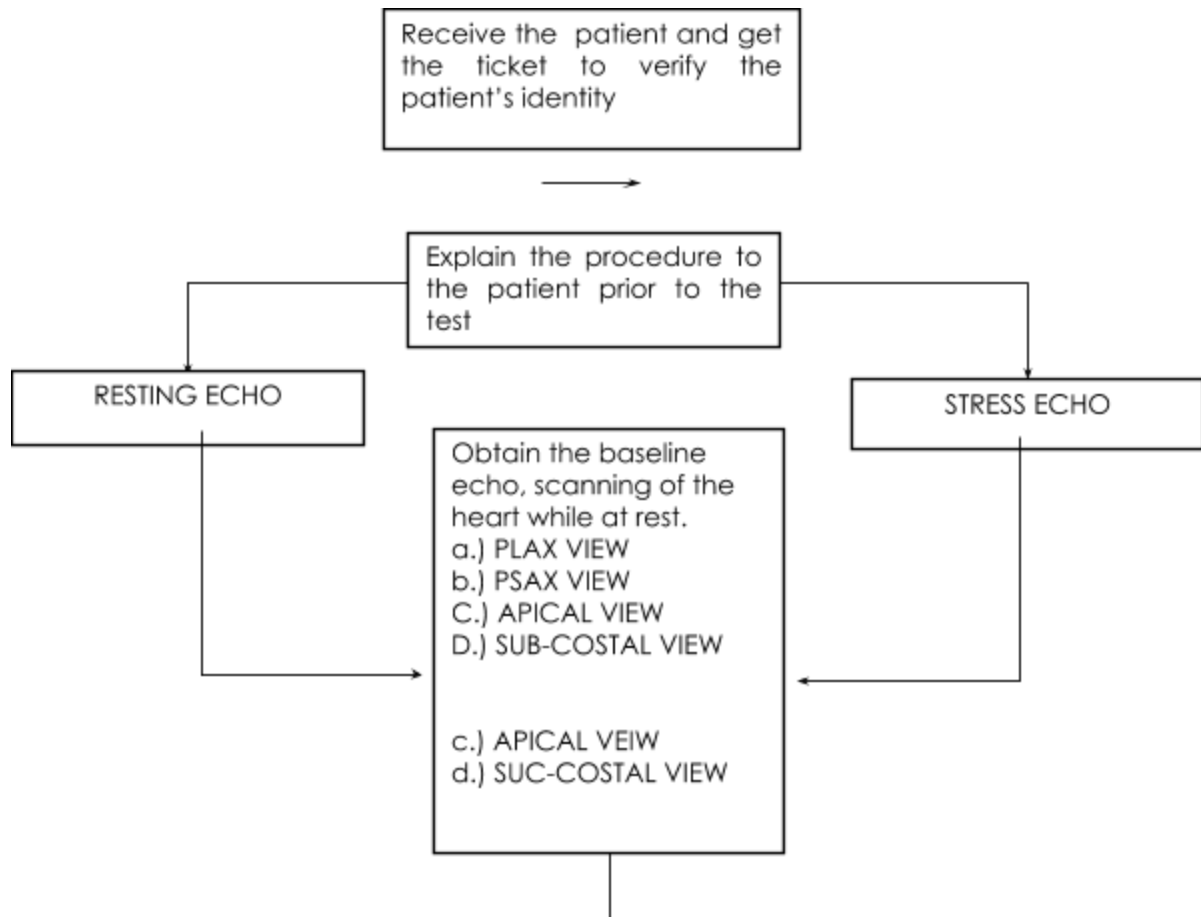 Receive the patient and get
the ticket to verify the
patient's identity
Explain the procedure to
the patient prior to the
test
RESTING ECHO
STRESS ECHO
Obtain the baseline
echo, scanning of the
heart while at rest.
a.) PLAX VIEW
b.) PSAX VIEW
C.) APICAL VIEW
D.) SUB-COSTAL VIEW
c.) APICAL VEIW
d.) SUC-COSTAL VIEW